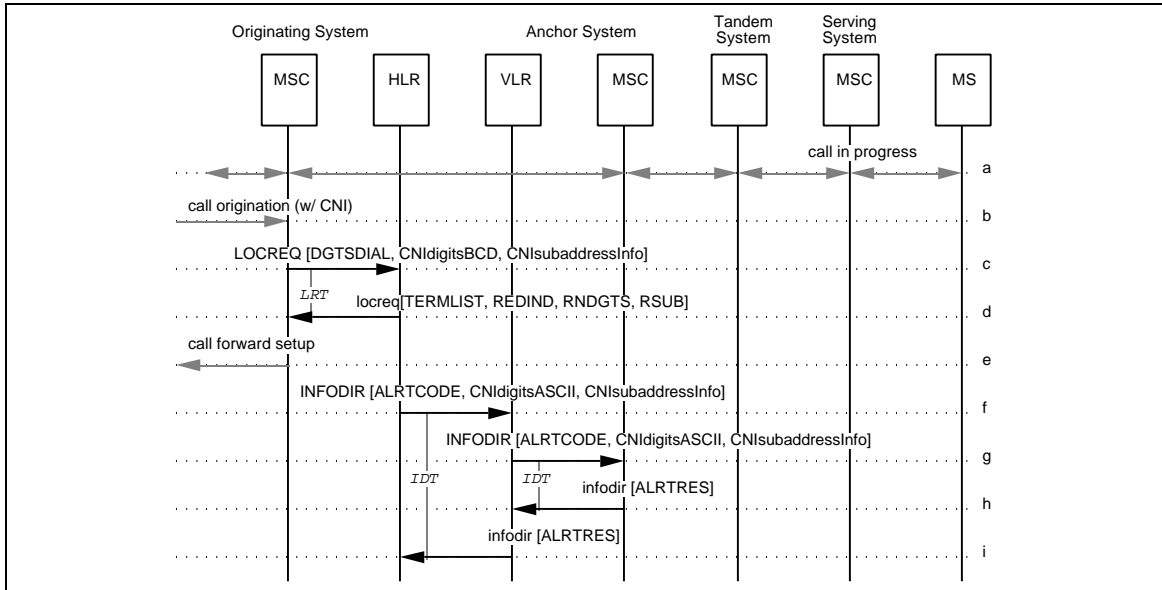 Originating System
Anchor System
Tandem
System
Serving
System
MSC
HLR
VLR
MSC
MSC
MSC
MS
call in progress
a
call origination (w/ CNI)
b
LOCREQ [DGTSDIAL, CNIdigitsBCD, CNIsubaddressInfo]
c
LRT
locreq[TERMLIST, REDIND, RNDGTS, RSUB]
d
call forward setup
e
INFODIR [ALRTCODE, CNIdigitsASCII, CNIsubaddressInfo]
f
INFODIR [ALRTCODE, CNIdigitsASCII, CNIsubaddressInfo]
g
IDT
IDT
infodir [ALRTRES]
h
infodir [ALRTRES]
i